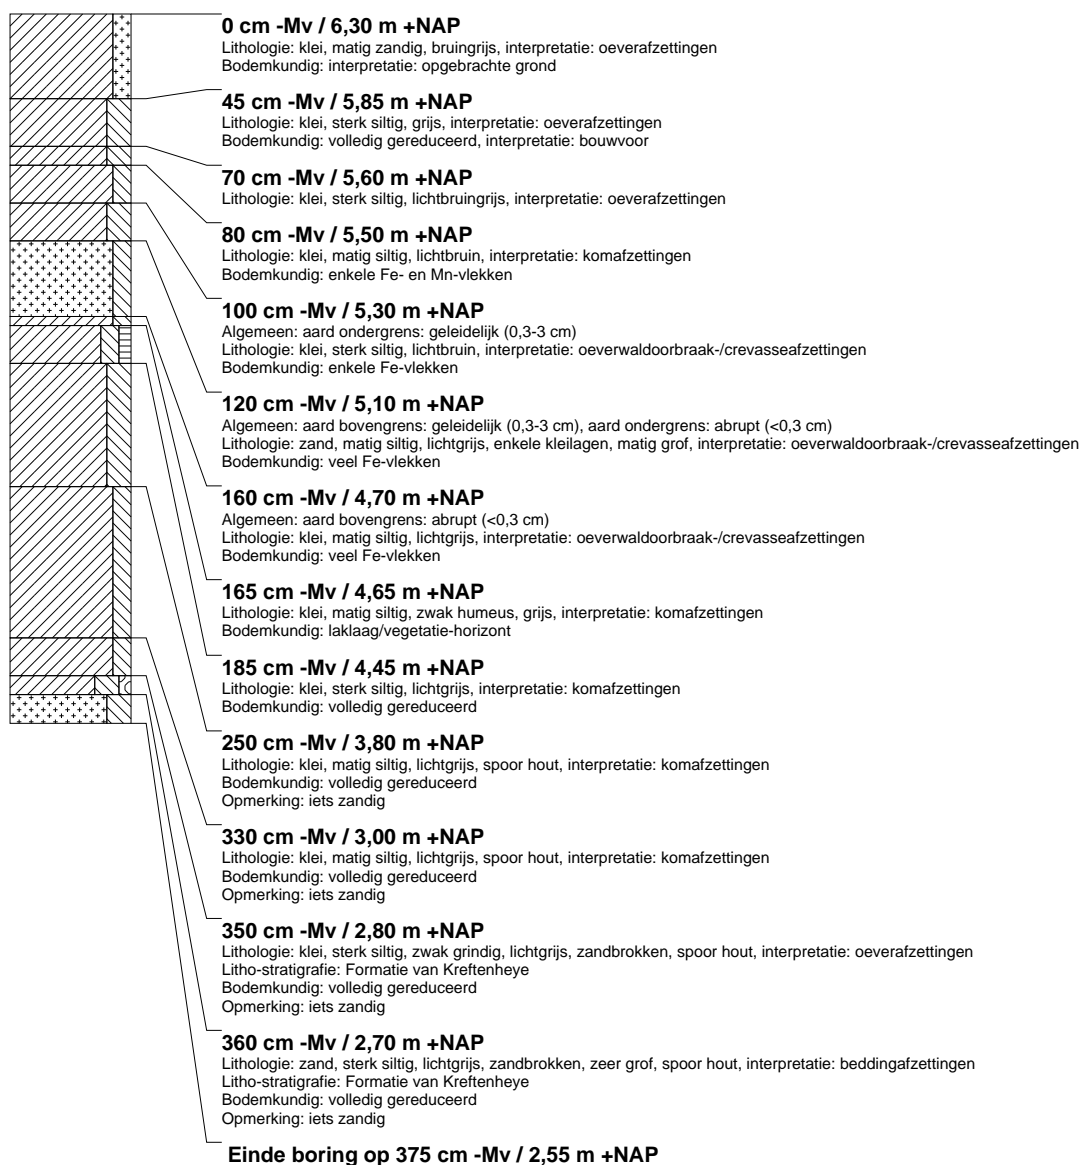 0 cm -Mv / 6,30 m +NAP
Lithologie: klei, matig zandig, bruingrijs, interpretatie: oeverafzettingen
Bodemkundig: interpretatie: opgebrachte grond
45 cm -Mv / 5,85 m +NAP
Lithologie: klei, sterk siltig, grijs, interpretatie: oeverafzettingen
Bodemkundig: volledig gereduceerd, interpretatie: bouwvoor
70 cm -Mv / 5,60 m +NAP
Lithologie: klei, sterk siltig, lichtbruingrijs, interpretatie: oeverafzettingen
80 cm -Mv / 5,50 m +NAP
Lithologie: klei, matig siltig, lichtbruin, interpretatie: komafzettingen
Bodemkundig: enkele Fe- en Mn-vlekken
100 cm -Mv / 5,30 m +NAP
Algemeen: aard ondergrens: geleidelijk (0,3-3 cm)
Lithologie: klei, sterk siltig, lichtbruin, interpretatie: oeverwaldoorbraak-/crevasseafzettingen
Bodemkundig: enkele Fe-vlekken
120 cm -Mv / 5,10 m +NAP
Algemeen: aard bovengrens: geleidelijk (0,3-3 cm), aard ondergrens: abrupt (<0,3 cm)
Lithologie: zand, matig siltig, lichtgrijs, enkele kleilagen, matig grof, interpretatie: oeverwaldoorbraak-/crevasseafzettingen
Bodemkundig: veel Fe-vlekken
160 cm -Mv / 4,70 m +NAP
Algemeen: aard bovengrens: abrupt (<0,3 cm)
Lithologie: klei, matig siltig, lichtgrijs, interpretatie: oeverwaldoorbraak-/crevasseafzettingen
Bodemkundig: veel Fe-vlekken
165 cm -Mv / 4,65 m +NAP
Lithologie: klei, matig siltig, zwak humeus, grijs, interpretatie: komafzettingen
Bodemkundig: laklaag/vegetatie-horizont
185 cm -Mv / 4,45 m +NAP
Lithologie: klei, sterk siltig, lichtgrijs, interpretatie: komafzettingen
Bodemkundig: volledig gereduceerd
250 cm -Mv / 3,80 m +NAP
Lithologie: klei, matig siltig, lichtgrijs, spoor hout, interpretatie: komafzettingen
Bodemkundig: volledig gereduceerd
Opmerking: iets zandig
330 cm -Mv / 3,00 m +NAP
Lithologie: klei, matig siltig, lichtgrijs, spoor hout, interpretatie: komafzettingen
Bodemkundig: volledig gereduceerd
Opmerking: iets zandig
350 cm -Mv / 2,80 m +NAP
Lithologie: klei, sterk siltig, zwak grindig, lichtgrijs, zandbrokken, spoor hout, interpretatie: oeverafzettingen
Litho-stratigrafie: Formatie van Kreftenheye
Bodemkundig: volledig gereduceerd
Opmerking: iets zandig
360 cm -Mv / 2,70 m +NAP
Lithologie: zand, sterk siltig, lichtgrijs, zandbrokken, zeer grof, spoor hout, interpretatie: beddingafzettingen
Litho-stratigrafie: Formatie van Kreftenheye
Bodemkundig: volledig gereduceerd
Opmerking: iets zandig
Einde boring op 375 cm -Mv / 2,55 m +NAP